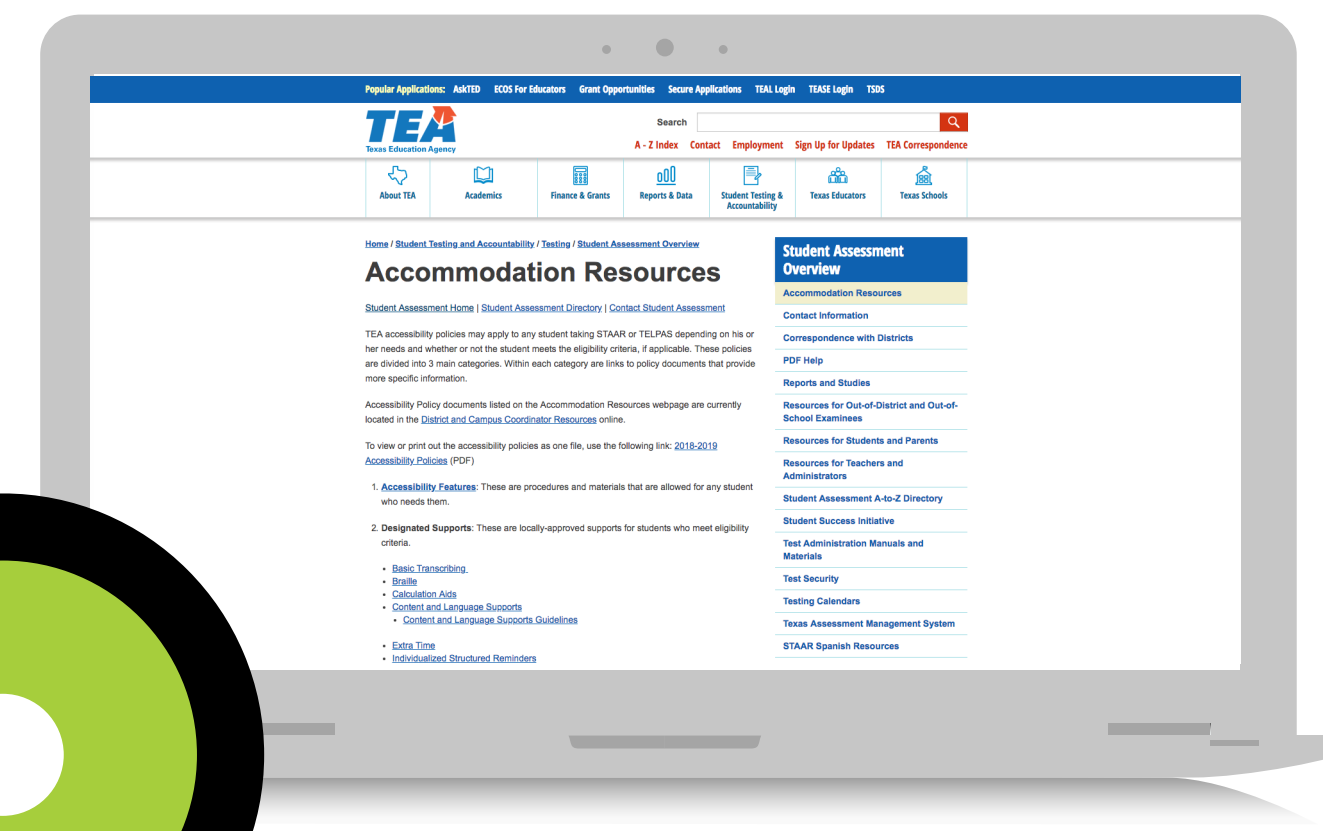 Popular Applications: AskTED ECOS For Educators Grant Opportunities Secure Applications TEAL Login TEASE Login TSDS
TEA
Texas Education Agency
Search
A - Z Index Contact Employment Sign Up for Updates TEA Correspondence
About TEA
Academics
Finance & Grants
Reports & Data
Student Testing &
Accountability
Texas Educators
Texas Schools
Home / Student Testing and Accountability / Testing / Student Assessment Overview
Accommodation Resources
Student Assessment Home | Student Assessment Directory | Contact Student Assessment
TEA accessibility policies may apply to any student taking STAAR or TELPAS depending on his or
her needs and whether or not the student meets the eligibility criteria, if applicable. These policies
are divided into 3 main categories. Within each category are links to policy documents that provide
more specific information.
Accessibility Policy documents listed on the Accommodation Resources webpage are currently
located in the District and Campus Coordinator Resources online.
To view or print out the accessibility policies as one file, use the following link: 2018-2019
Accessibility Policies (PDF)
1. Accessibility Features: These are procedures and materials that are allowed for any student
who needs them.
2. Designated Supports: These are locally-approved supports for students who meet eligibility
criteria.
• Basic Transcribing
• Braille
• Calculation Aids
• Content and Language Supports
• Content and Language Supports Guidelines
• Extra Time
• Individualized Structured Reminders
Student Assessment
Overview
Accommodation Resources
Contact Information
Correspondence with Districts
PDF Help
Reports and Studies
Resources for Out-of-District and Out-of-
School Examinees
Resources for Students and Parents
Resources for Teachers and
Administrators
Student Assessment A-to-Z Directory
Student Success Initiative
Test Administration Manuals and
Materials
Test Security
Testing Calendars
Texas Assessment Management System
STAAR Spanish Resources